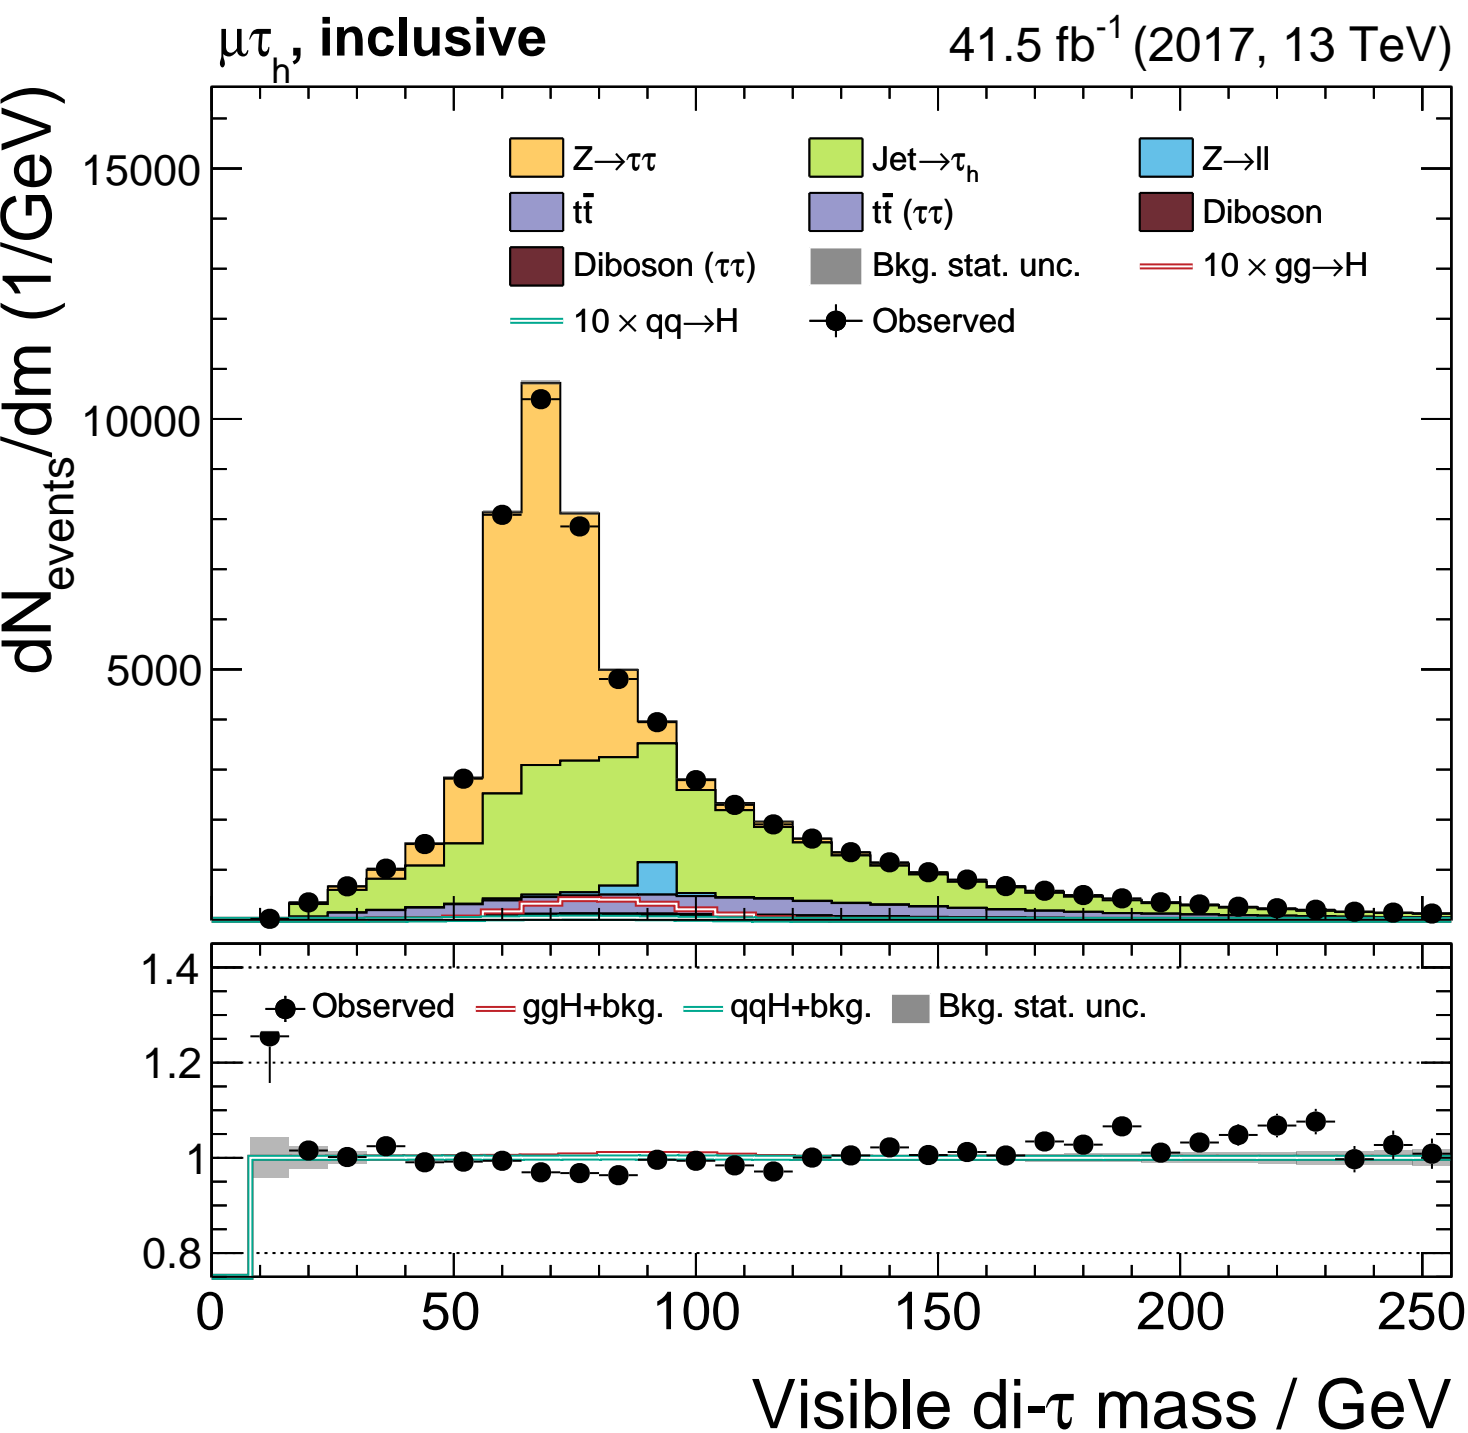 μτh, inclusive 41.5 fb-1 (2017, 13 TeV)
dNevents/dm (1/GeV)
15000
10000
5000
Z→ττ Jet→τh Z→ll
tt̄ tt̄ (ττ) Diboson
Diboson (ττ) Bkg. stat. unc. 10 × gg→H
10 × qq→H Observed
1.4
1.2
1
0.8
Observed ggH+bkg. qqH+bkg. Bkg. stat. unc.
0 50 100 150 200 250
Visible di-τ mass / GeV